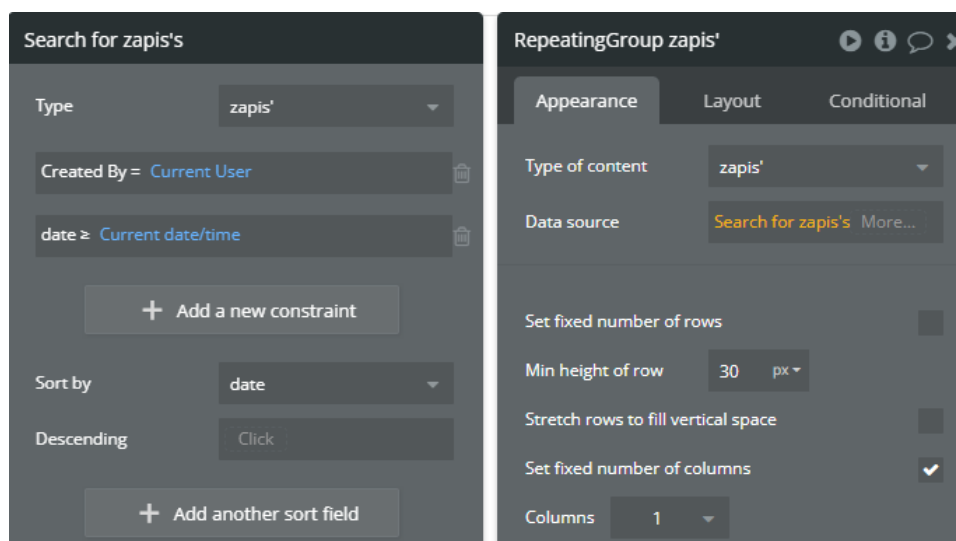 Search for zapis's
Type
zapis'
Created By = Current User
date ≥ Current date/time
+ Add a new constraint
Sort by
date
Descending
Click
+ Add another sort field
RepeatingGroup zapis'
Appearance
Layout
Conditional
Type of content
zapis'
Data source
Search for zapis's More...
Set fixed number of rows
Min height of row
30
px
Stretch rows to fill vertical space
Set fixed number of columns
Columns
1